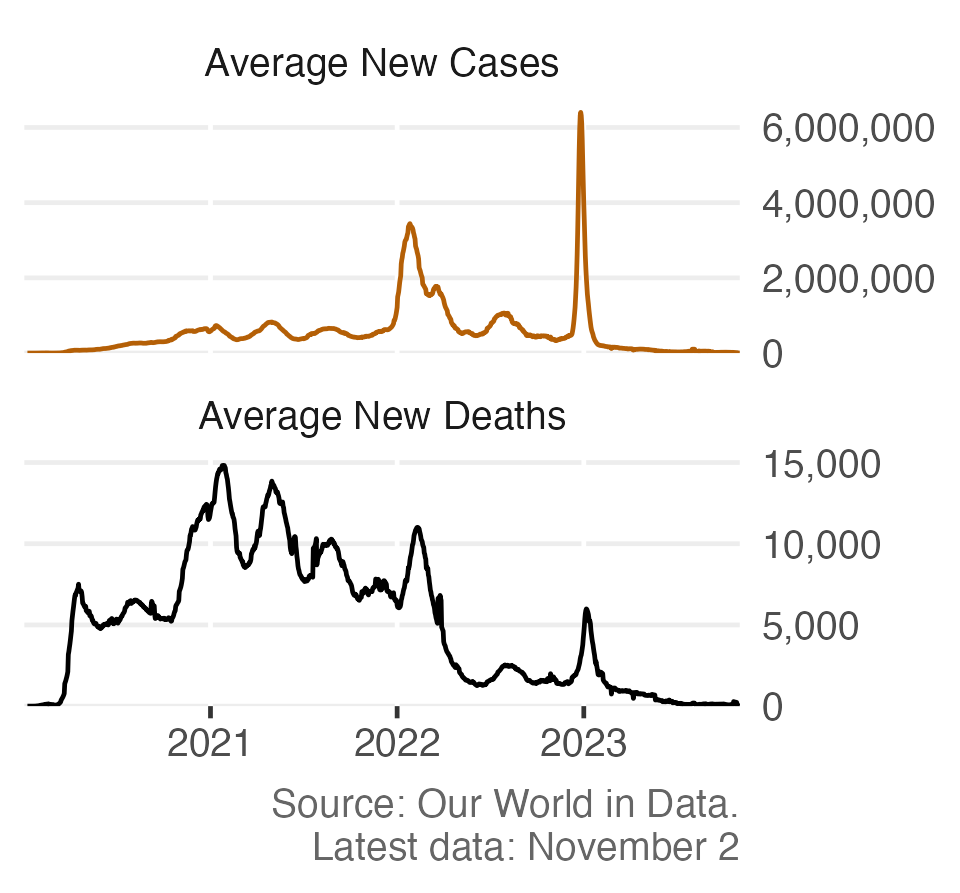 Average New Cases
6,000,000
4,000,000
2,000,000
0
Average New Deaths
15,000
10,000
5,000
0
2021 2022 2023
Source: Our World in Data.
Latest data: November 2